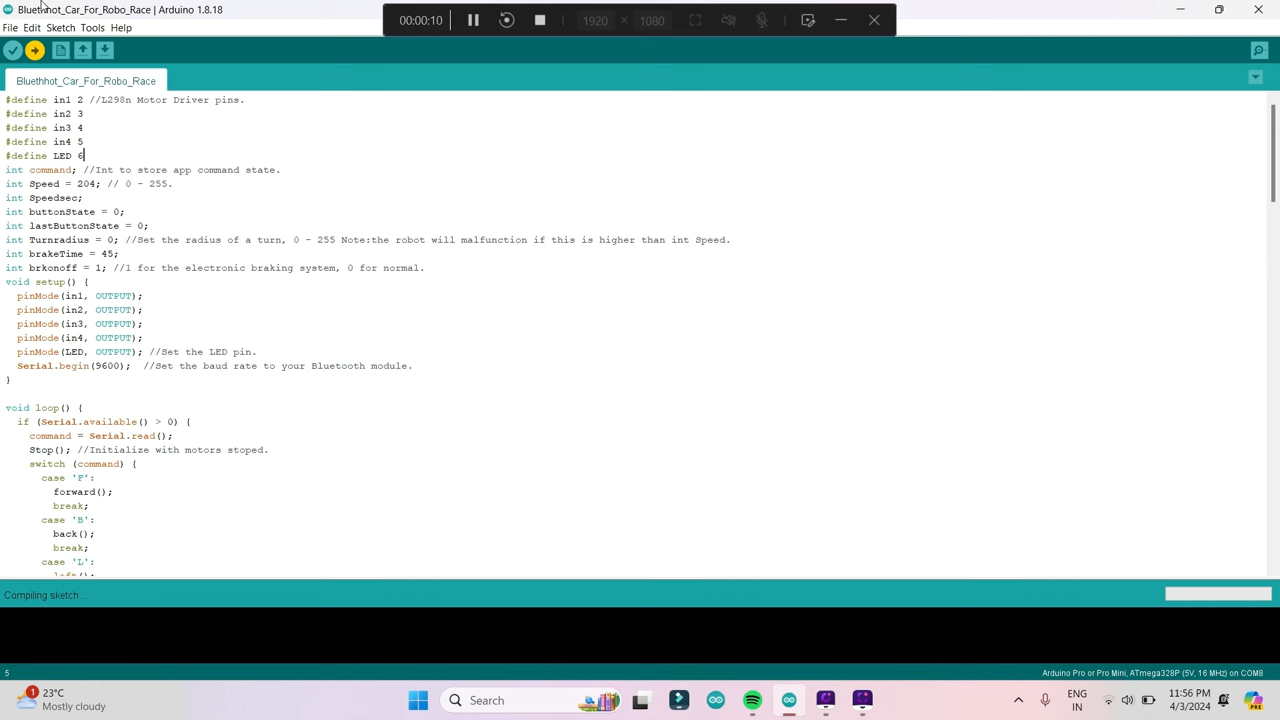 Bluethhot_Car_For_Robo_Race | Arduino 1.8.18
00:00:10
1920 × 1080
File Edit Sketch Tools Help
Bluethhot_Car_For_Robo_Race
#define in1 2 //L298n Motor Driver pins.
#define in2 3
#define in3 4
#define in4 5
#define LED 6
int command; //Int to store app command state.
int Speed = 204; // 0 - 255.
int Speedsec;
int buttonState = 0;
int lastButtonState = 0;
int Turnradius = 0; //Set the radius of a turn, 0 - 255 Note:the robot will malfunction if this is higher than int Speed.
int brakeTime = 45;
int brkonoff = 1; //1 for the electronic braking system, 0 for normal.
void setup() {
pinMode(in1, OUTPUT);
pinMode(in2, OUTPUT);
pinMode(in3, OUTPUT);
pinMode(in4, OUTPUT);
pinMode(LED, OUTPUT); //Set the LED pin.
Serial.begin(9600); //Set the baud rate to your Bluetooth module.
}
void loop() {
if (Serial.available() > 0) {
command = Serial.read();
Stop(); //Initialize with motors stoped.
switch (command) {
case 'F':
forward();
break;
case 'B':
back();
break;
case 'L':
left();
Compiling sketch...
5
Arduino Pro or Pro Mini, ATmega328P (5V, 16 MHz) on COM8
1
23°C
Mostly cloudy
Search
ENG
IN
11:56 PM
4/3/2024
PRE